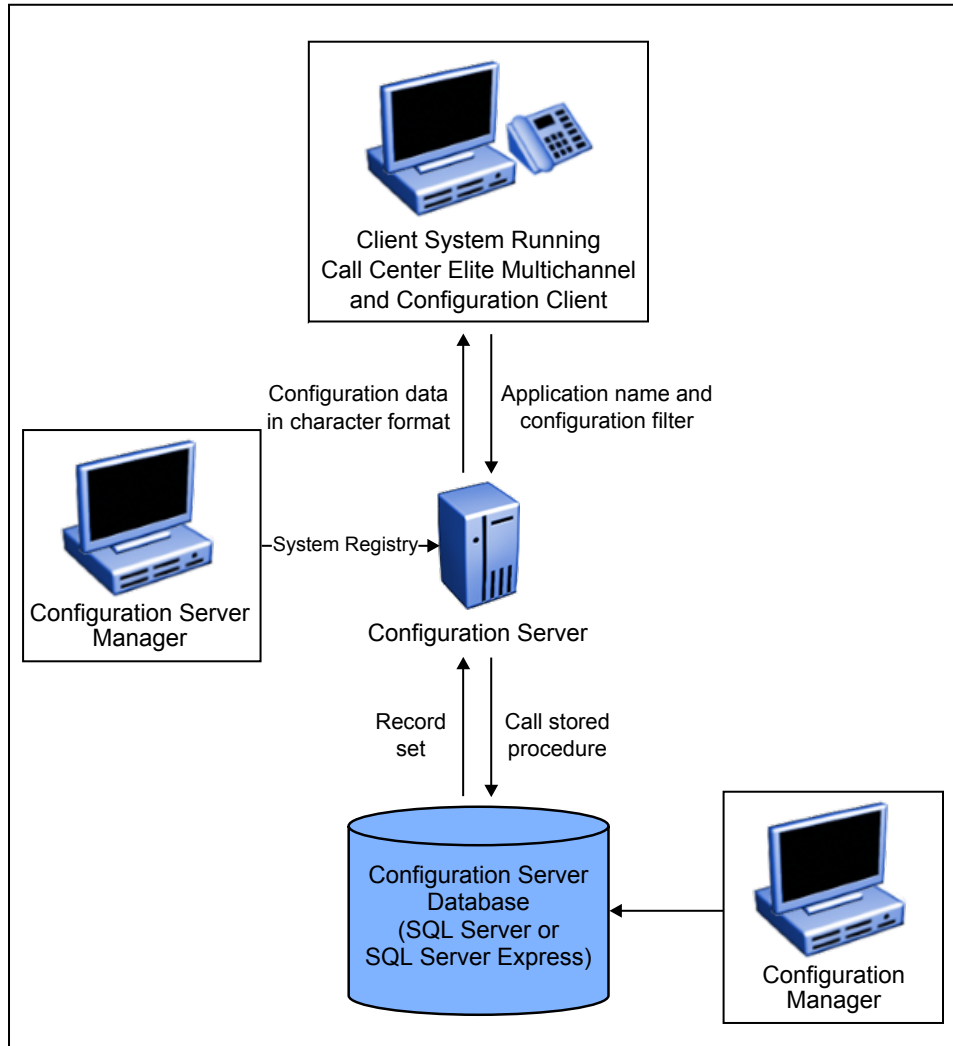 Client System Running
Call Center Elite Multichannel
and Configuration Client
Configuration data
in character format
Application name and
configuration filter
System Registry
Configuration Server
Manager
Configuration Server
Record
set
Call stored
procedure
Configuration Server
Database
(SQL Server or
SQL Server Express)
Configuration
Manager